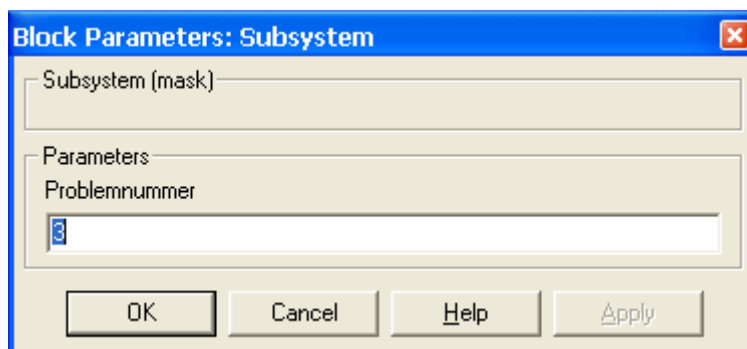 Block Parameters: Subsystem
Subsystem (mask)
Parameters
Problemnummer
3
OK Cancel Help Apply